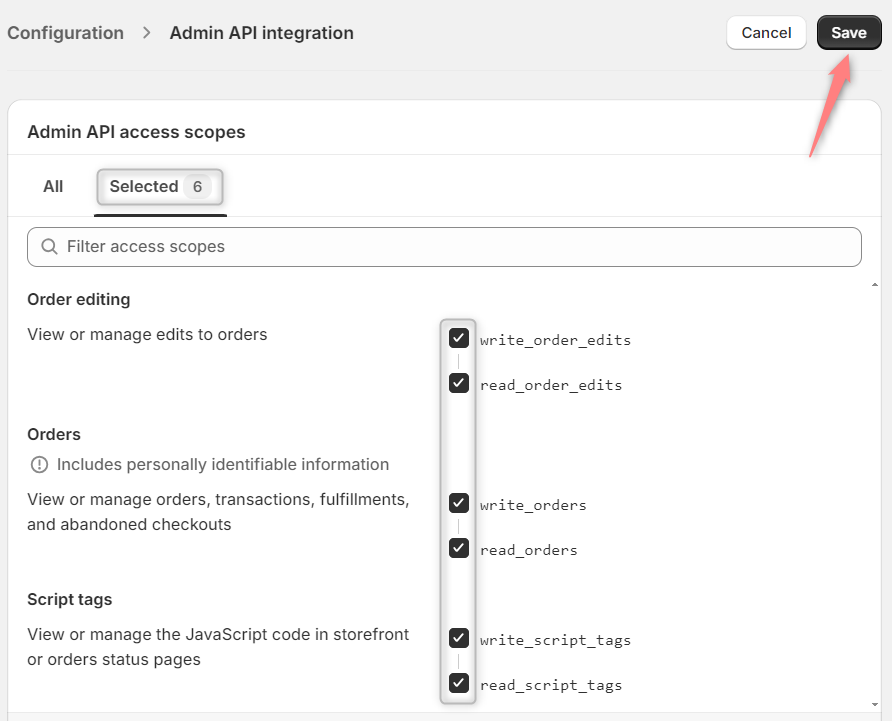 Configuration > Admin API integration
Cancel
Save
Admin API access scopes
All
Selected 6
Filter access scopes
Order editing
View or manage edits to orders
write_order_edits
read_order_edits
Orders
Includes personally identifiable information
View or manage orders, transactions, fulfillments,
and abandoned checkouts
write_orders
read_orders
Script tags
View or manage the JavaScript code in storefront
or orders status pages
write_script_tags
read_script_tags